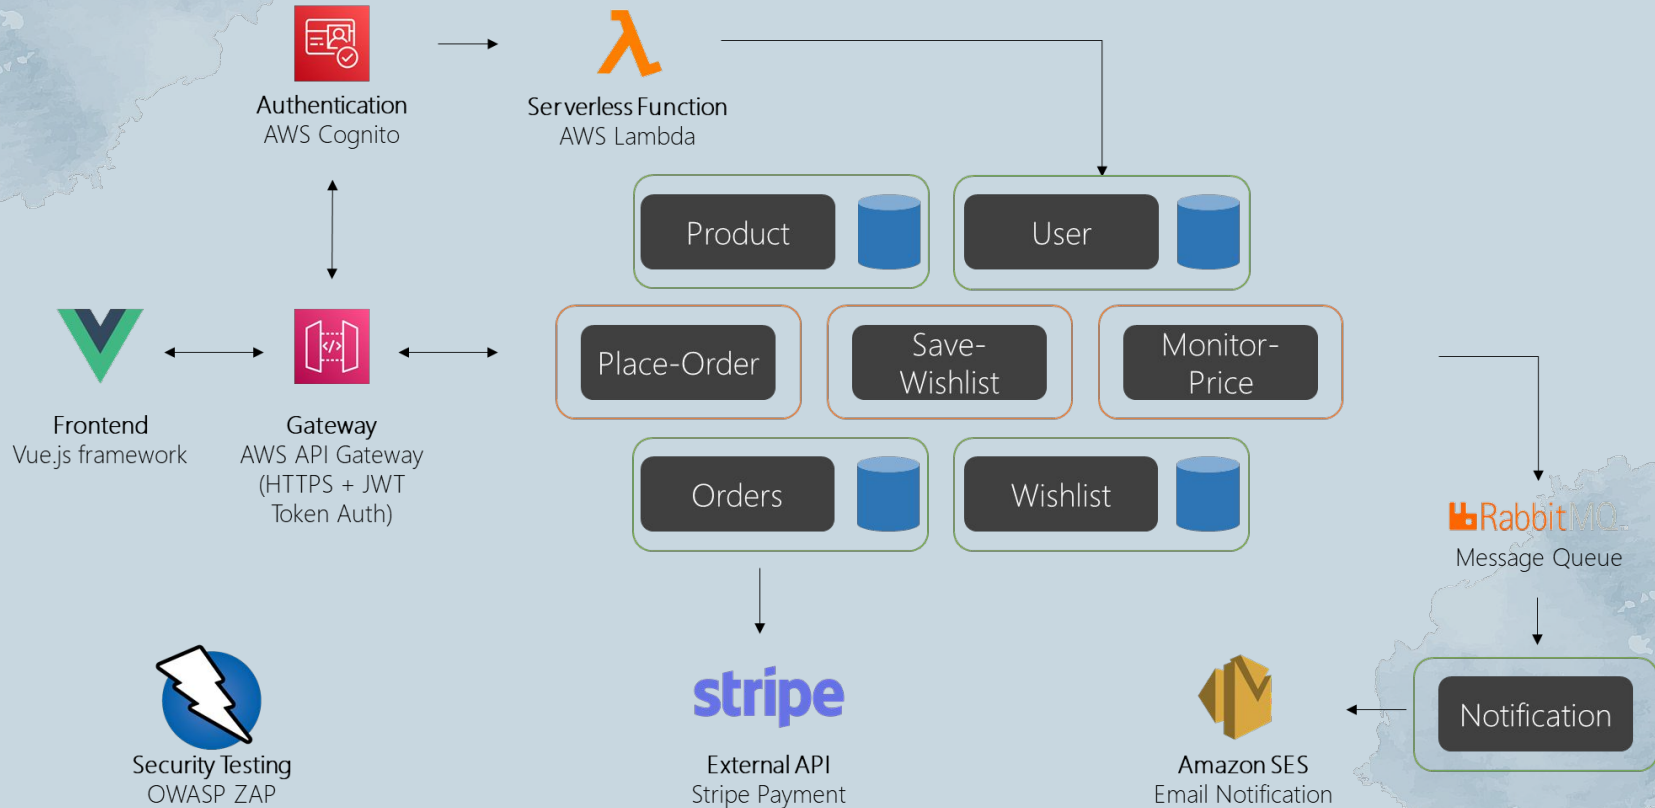 Authentication
AWS Cognito
Serverless Function
AWS Lambda
Product
User
Place-Order
Save-
Wishlist
Monitor-
Price
Frontend
Vue.js framework
Gateway
AWS API Gateway
(HTTPS + JWT
Token Auth)
Orders
Wishlist
RabbitMQ
Message Queue
Security Testing
OWASP ZAP
stripe
External API
Stripe Payment
Amazon SES
Email Notification
Notification